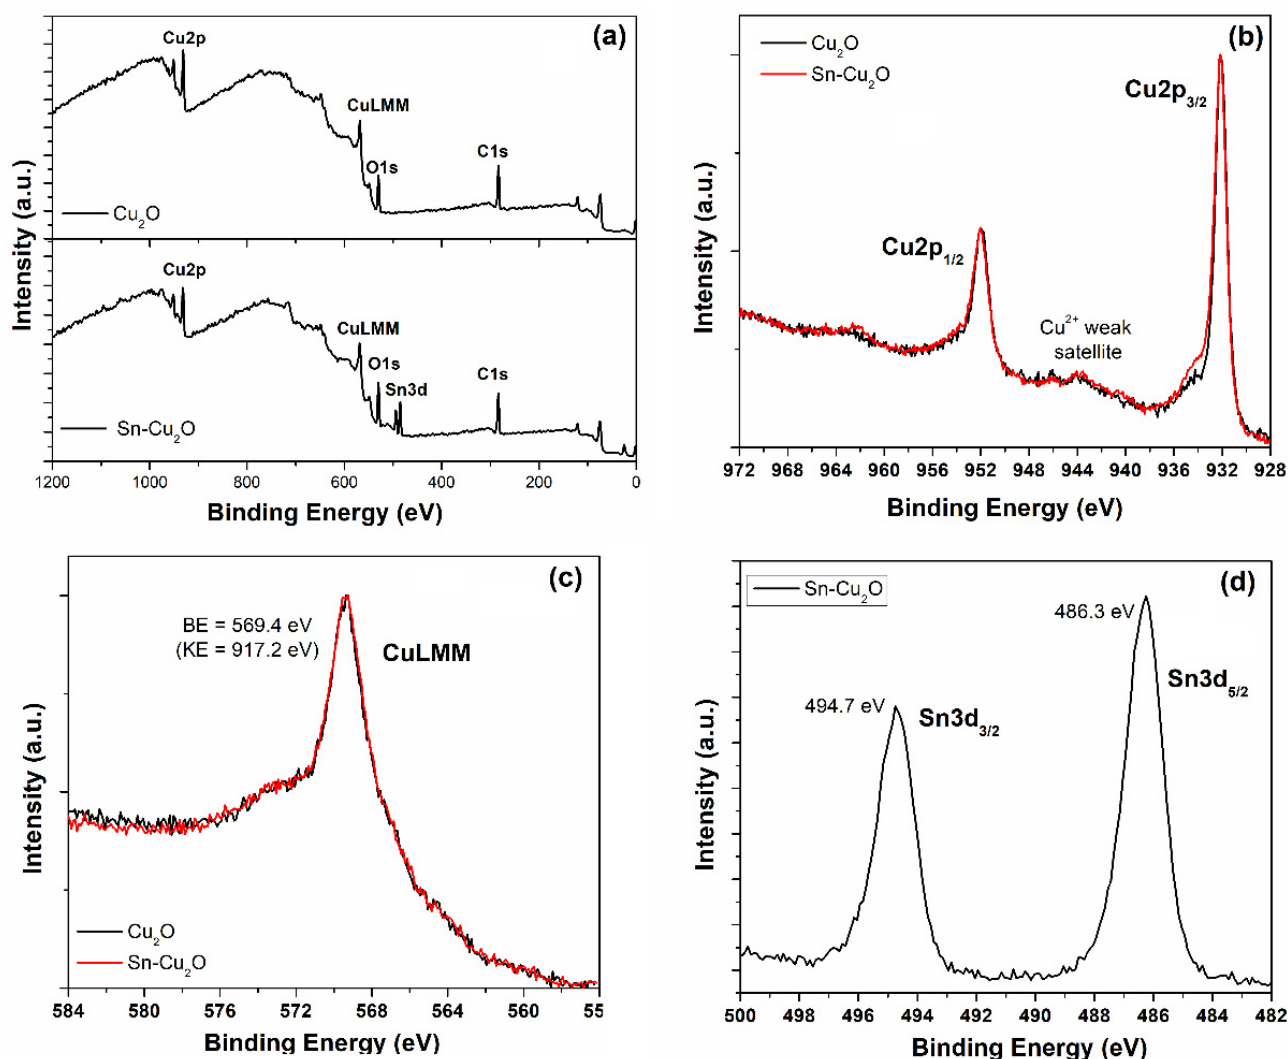 (a)
Cu2p
CuLMM
O1s
C1s
Cu₂O
Cu2p
CuLMM
O1s
Sn3d
C1s
Sn-Cu₂O
Intensity (a.u.)
1200 1000 800 600 400 200 0
Binding Energy (eV)
(b)
Cu₂O
Sn-Cu₂O
Cu2p₃/₂
Cu2p₁/₂
Cu²⁺ weak
satellite
Intensity (a.u.)
972 968 964 960 956 952 948 944 940 936 932 928
Binding Energy (eV)
(c)
BE = 569.4 eV
(KE = 917.2 eV)
CuLMM
Cu₂O
Sn-Cu₂O
Intensity (a.u.)
584 580 576 572 568 564 560 55
Binding Energy (eV)
(d)
Sn-Cu₂O
486.3 eV
Sn3d₅/₂
494.7 eV
Sn3d₃/₂
Intensity (a.u.)
500 498 496 494 492 490 488 486 484 482
Binding Energy (eV)